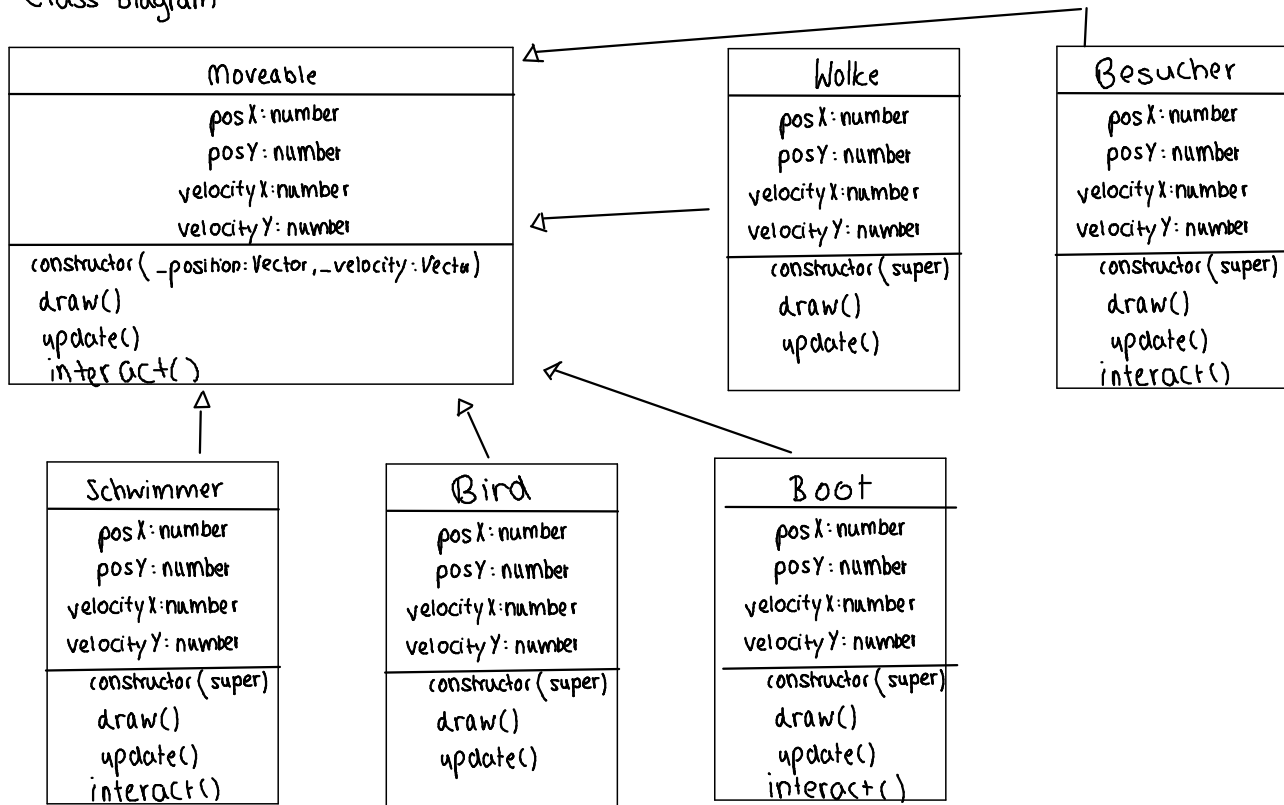 Class Diagram
Moveable
posX:number
posY:number
velocityX:number
velocityY:number
constructor(_position:Vector,_velocity:Vector)
draw()
update()
interact()
Wolke
posX:number
posY:number
velocityX:number
velocityY:number
constructor(super)
draw()
update()
Besucher
posX:number
posY:number
velocityX:number
velocityY:number
constructor(super)
draw()
update()
interact()
Schwimmer
posX:number
posY:number
velocityX:number
velocityY:number
constructor(super)
draw()
update()
interact()
Bird
posX:number
posY:number
velocityX:number
velocityY:number
constructor(super)
draw()
update()
Boot
posX:number
posY:number
velocityX:number
velocityY:number
constructor(super)
draw()
update()
interact()